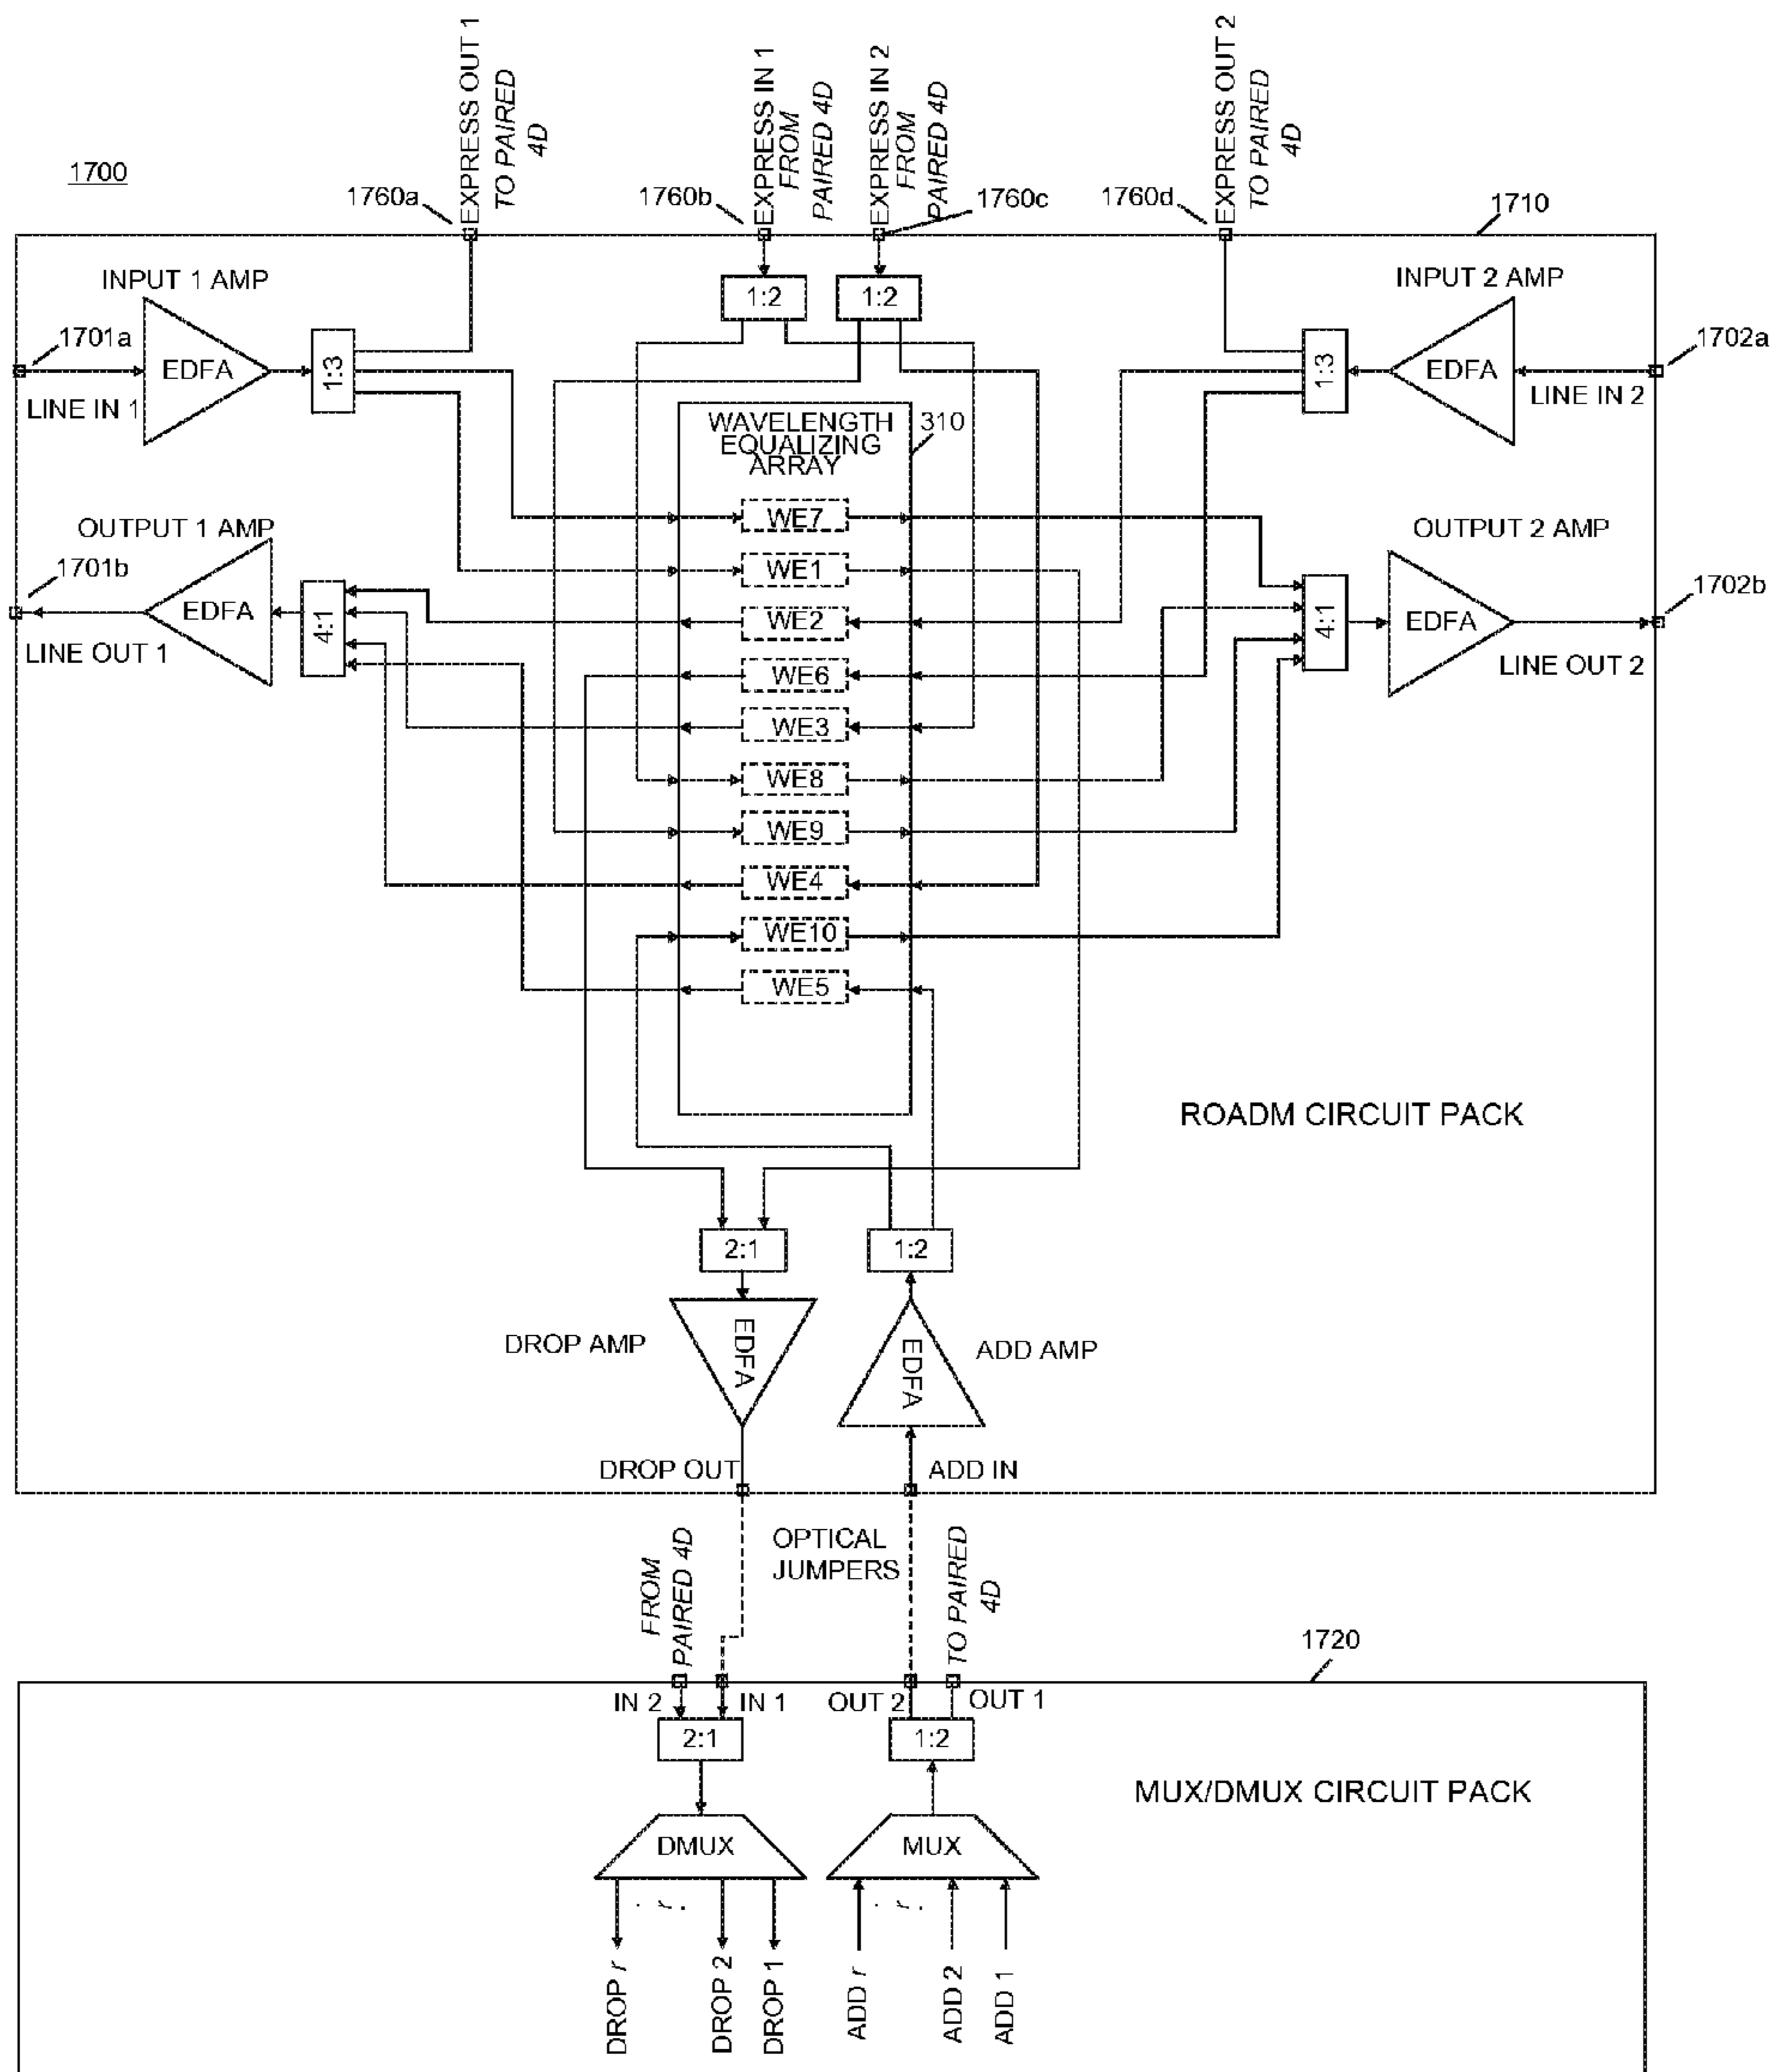 1700
EXPRESS OUT 1
TO PAIRED
4D
EXPRESS IN 1
FROM
PAIRED 4D
EXPRESS IN 2
FROM
PAIRED 4D
EXPRESS OUT 2
TO PAIRED
4D
1760a
1760b
1760c
1760d
1710
INPUT 1 AMP
1:2
1:2
INPUT 2 AMP
1701a
EDFA
1:3
1:3
EDFA
1702a
LINE IN 1
LINE IN 2
WAVELENGTH
EQUALIZING
ARRAY
310
OUTPUT 1 AMP
WE7
OUTPUT 2 AMP
1701b
WE1
1702b
EDFA
4:1
WE2
4:1
EDFA
LINE OUT 1
WE6
LINE OUT 2
WE3
WE8
WE9
WE4
WE10
WE5
ROADM CIRCUIT PACK
2:1
1:2
DROP AMP
EDFA
EDFA
ADD AMP
DROP OUT
ADD IN
OPTICAL
JUMPERS
FROM
PAIRED 4D
TO PAIRED
4D
1720
IN 2
IN 1
OUT 2
OUT 1
2:1
1:2
MUX/DMUX CIRCUIT PACK
DMUX
MUX
. r .
. r .
DROP r
DROP 2
DROP 1
ADD r
ADD 2
ADD 1